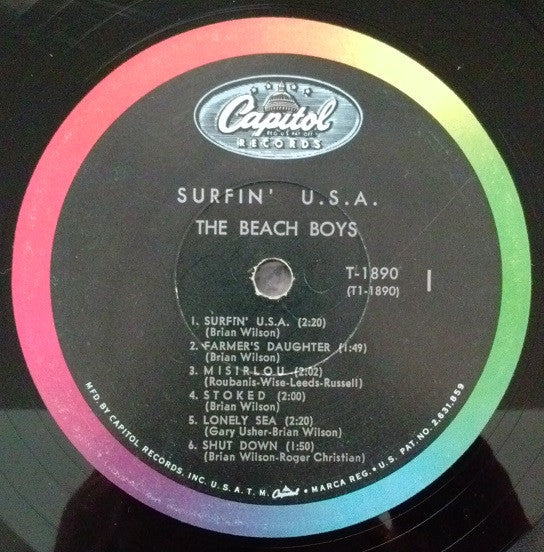 Capitol
REG. U.S. PAT. OFF.
RECORDS
SURFIN' U.S.A.
THE BEACH BOYS
T-1890
(T1-1890)
1
1. SURFIN' U.S.A. (2:20)
(Brian Wilson)
2. FARMER'S DAUGHTER (1:49)
(Brian Wilson)
3. MISIRLOU (2:02)
(Roubanis-Wise-Leeds-Russell)
4. STOKED (2:00)
(Brian Wilson)
5. LONELY SEA (2:20)
(Gary Usher-Brian Wilson)
6. SHUT DOWN (1:50)
(Brian Wilson-Roger Christian)
MFD. BY CAPITOL RECORDS, INC. U.S.A. T.M. Capitol • MARCA REG. • U.S. PAT. NO. 2,631,859